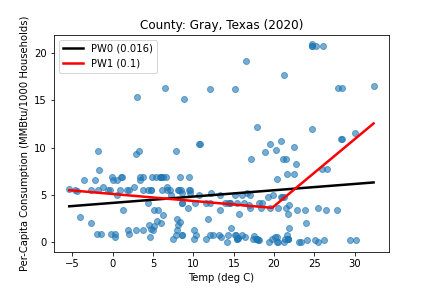 County: Gray, Texas (2020)
PW0 (0.016)
PW1 (0.1)
Per-Capita Consumption (MMBtu/1000 Households)
20
15
10
5
0
−5 0 5 10 15 20 25 30
Temp (deg C)